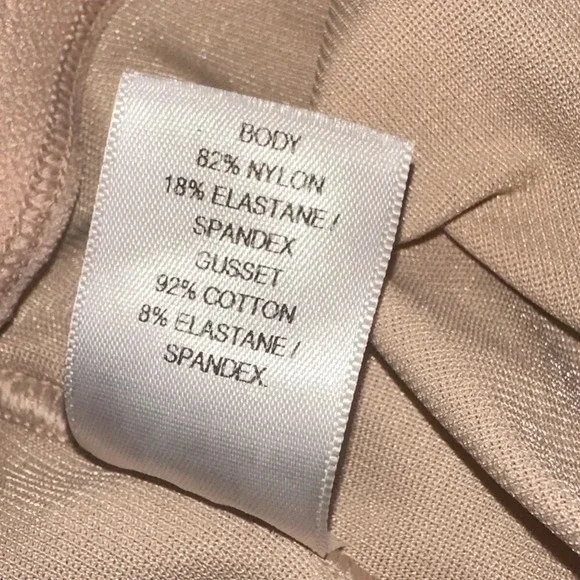 BODY
82% NYLON
18% ELASTANE /
SPANDEX
GUSSET
92% COTTON
8% ELASTANE /
SPANDEX